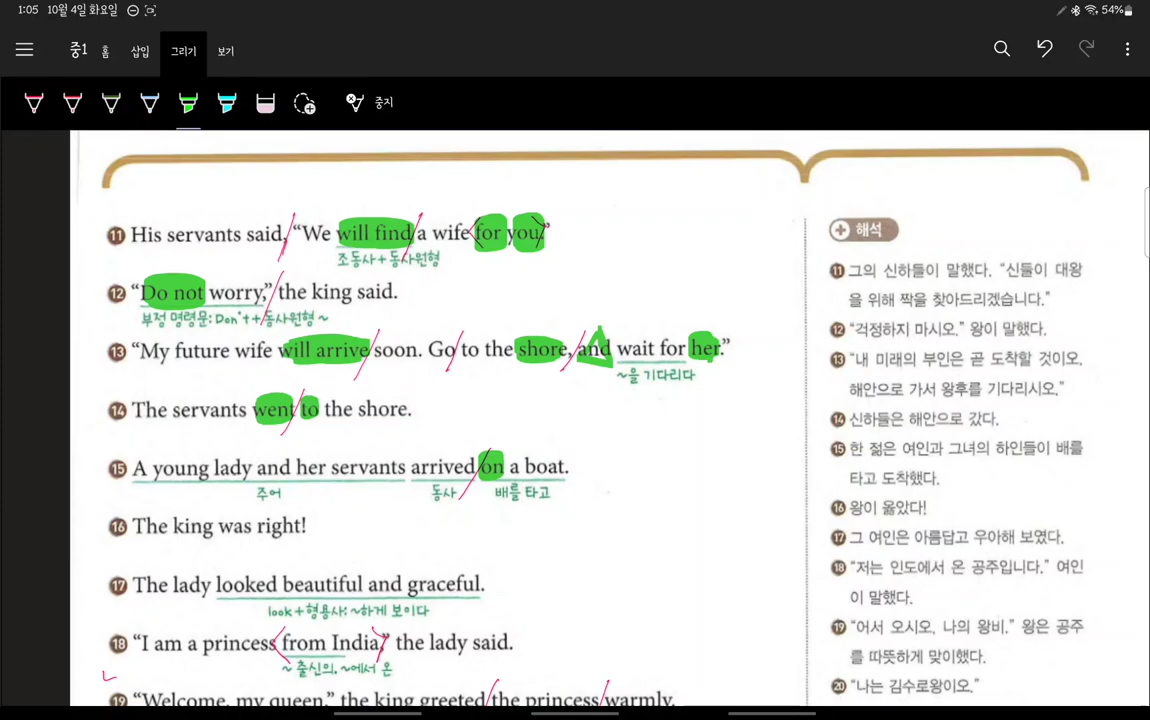 1:05 10월 4일 화요일 54%
중1 홈 삽입 그리기 보기
중지
⑪ His servants said, “We will find a wife for you.”
조동사+동사원형
⑫ “Do not worry,” the king said.
부정 명령문: Don't+동사원형 ~
⑬ “My future wife will arrive soon. Go to the shore, and wait for her.”
~을 기다리다
⑭ The servants went to the shore.
⑮ A young lady and her servants arrived on a boat.
주어 동사 배를 타고
⑯ The king was right!
⑰ The lady looked beautiful and graceful.
look+형용사: ~하게 보이다
⑱ “I am a princess from India,” the lady said.
~ 출신의, ~에서 온
⑲ “Welcome, my queen,” the king greeted the princess warmly.
해석
⑪ 그의 신하들이 말했다. “신들이 대왕
을 위해 짝을 찾아드리겠습니다.”
⑫ “걱정하지 마시오.” 왕이 말했다.
⑬ “내 미래의 부인은 곧 도착할 것이오.
해안으로 가서 왕후를 기다리시오.”
⑭ 신하들은 해안으로 갔다.
⑮ 한 젊은 여인과 그녀의 하인들이 배를
타고 도착했다.
⑯ 왕이 옳았다!
⑰ 그 여인은 아름답고 우아해 보였다.
⑱ “저는 인도에서 온 공주입니다.” 여인
이 말했다.
⑲ “어서 오시오, 나의 왕비.” 왕은 공주
를 따뜻하게 맞이했다.
⑳ “나는 김수로왕이오.”